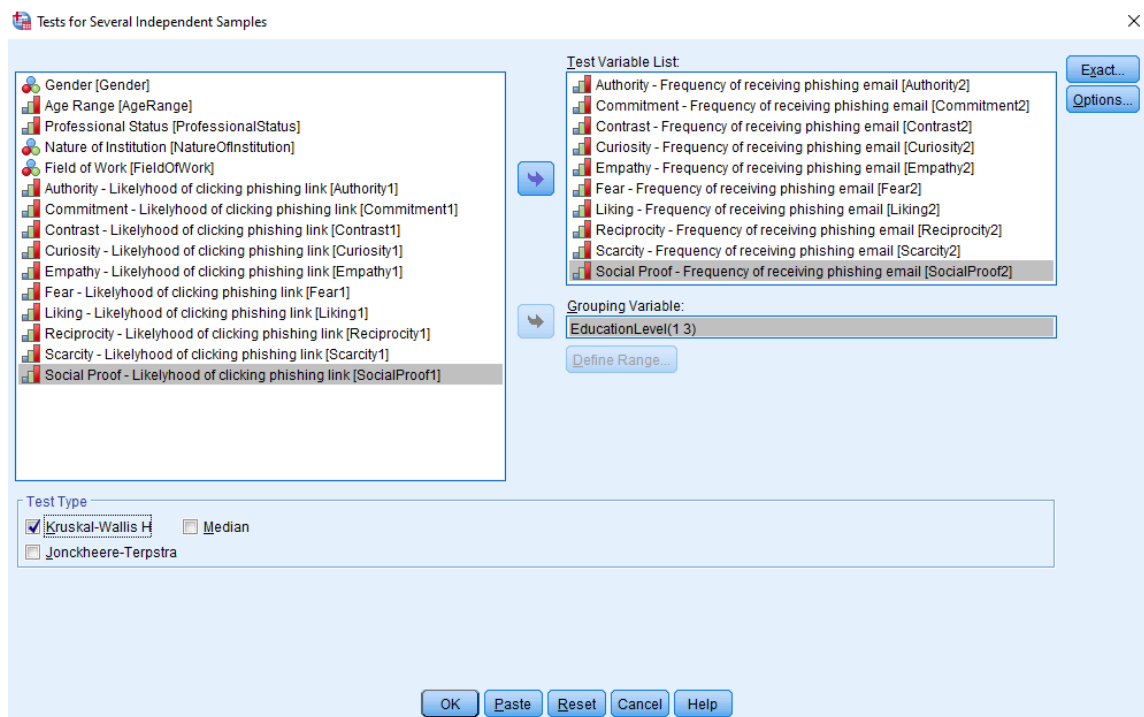 Tests for Several Independent Samples
Gender [Gender]
Age Range [AgeRange]
Professional Status [ProfessionalStatus]
Nature of Institution [NatureOfInstitution]
Field of Work [FieldOfWork]
Authority - Likelyhood of clicking phishing link [Authority1]
Commitment - Likelyhood of clicking phishing link [Commitment1]
Contrast - Likelyhood of clicking phishing link [Contrast1]
Curiosity - Likelyhood of clicking phishing link [Curiosity1]
Empathy - Likelyhood of clicking phishing link [Empathy1]
Fear - Likelyhood of clicking phishing link [Fear1]
Liking - Likelyhood of clicking phishing link [Liking1]
Reciprocity - Likelyhood of clicking phishing link [Reciprocity1]
Scarcity - Likelyhood of clicking phishing link [Scarcity1]
Social Proof - Likelyhood of clicking phishing link [SocialProof1]
Test Variable List:
Authority - Frequency of receiving phishing email [Authority2]
Commitment - Frequency of receiving phishing email [Commitment2]
Contrast - Frequency of receiving phishing email [Contrast2]
Curiosity - Frequency of receiving phishing email [Curiosity2]
Empathy - Frequency of receiving phishing email [Empathy2]
Fear - Frequency of receiving phishing email [Fear2]
Liking - Frequency of receiving phishing email [Liking2]
Reciprocity - Frequency of receiving phishing email [Reciprocity2]
Scarcity - Frequency of receiving phishing email [Scarcity2]
Social Proof - Frequency of receiving phishing email [SocialProof2]
Grouping Variable:
EducationLevel(1 3)
Define Range...
Exact...
Options...
Test Type
Kruskal-Wallis H
Median
Jonckheere-Terpstra
OK
Paste
Reset
Cancel
Help